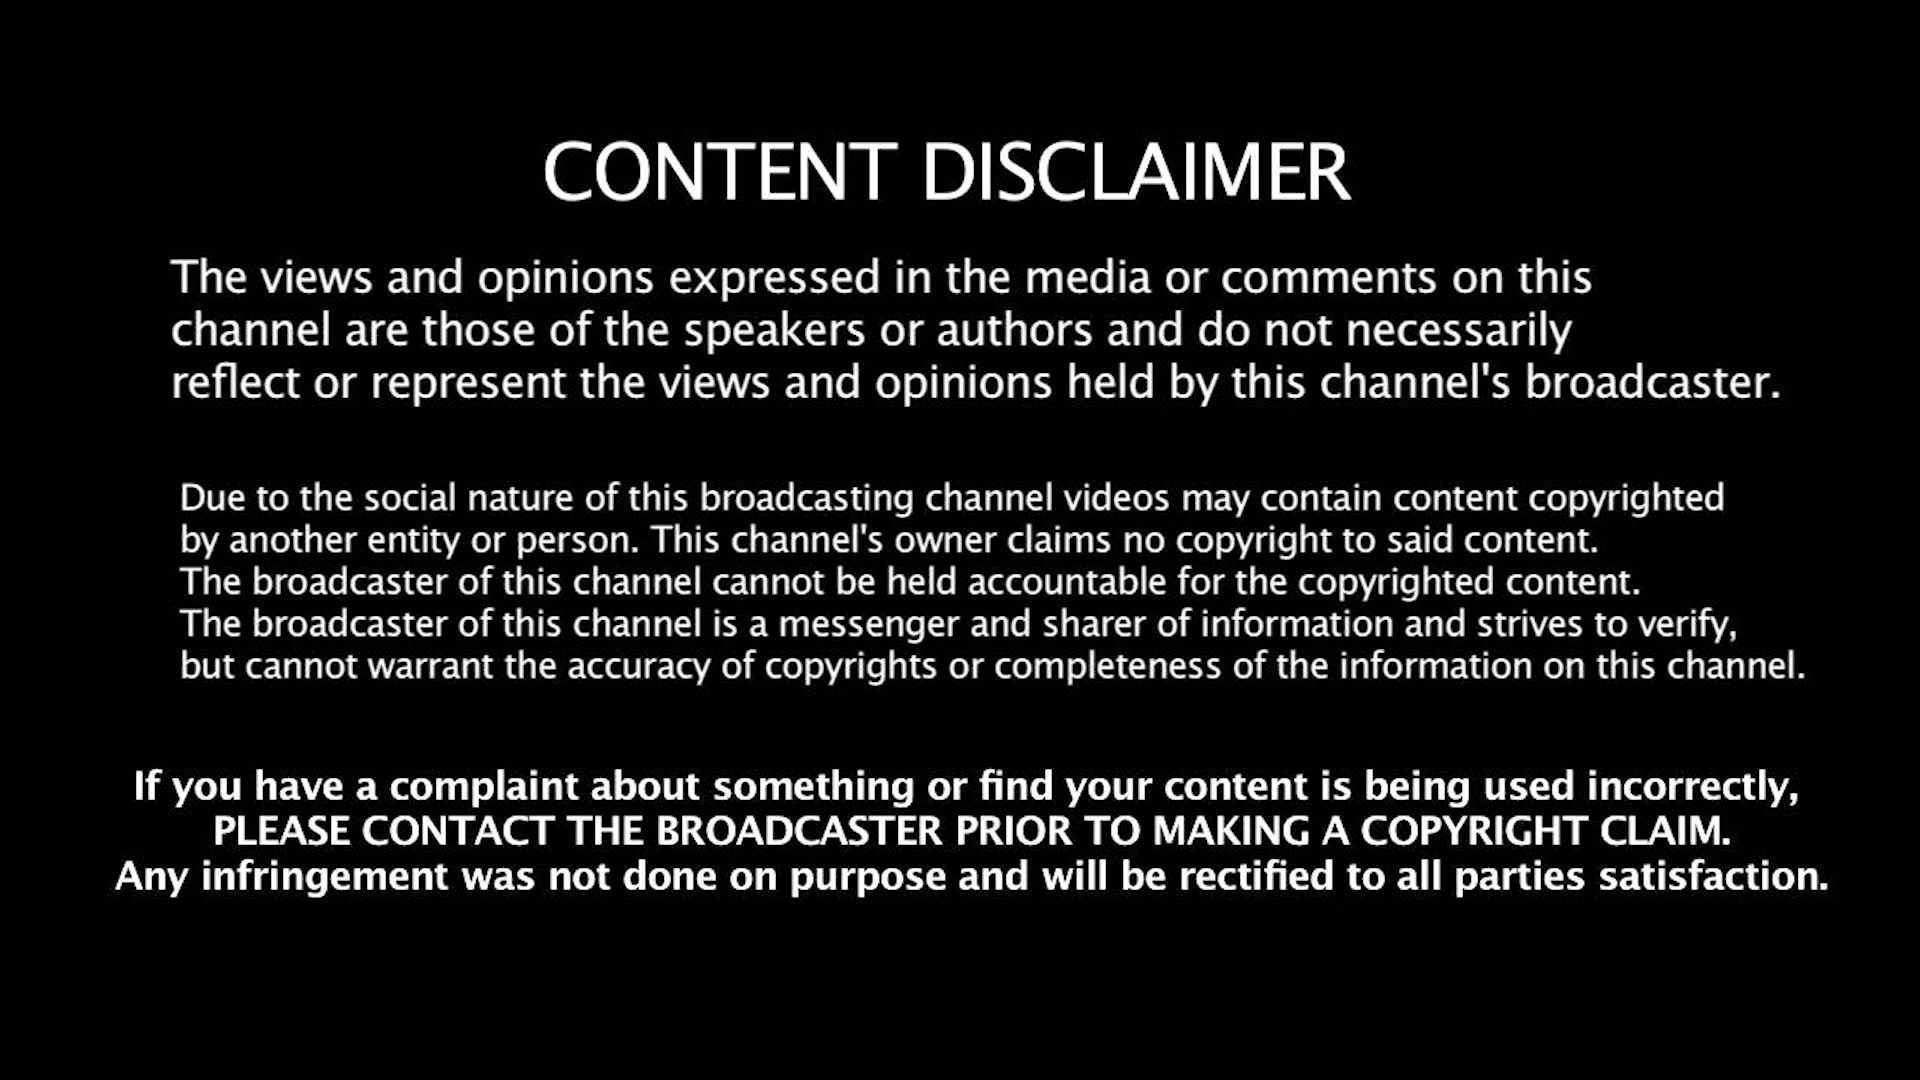 CONTENT DISCLAIMER
The views and opinions expressed in the media or comments on this
channel are those of the speakers or authors and do not necessarily
reflect or represent the views and opinions held by this channel's broadcaster.
Due to the social nature of this broadcasting channel videos may contain content copyrighted
by another entity or person. This channel's owner claims no copyright to said content.
The broadcaster of this channel cannot be held accountable for the copyrighted content.
The broadcaster of this channel is a messenger and sharer of information and strives to verify,
but cannot warrant the accuracy of copyrights or completeness of the information on this channel.
If you have a complaint about something or find your content is being used incorrectly,
PLEASE CONTACT THE BROADCASTER PRIOR TO MAKING A COPYRIGHT CLAIM.
Any infringement was not done on purpose and will be rectified to all parties satisfaction.